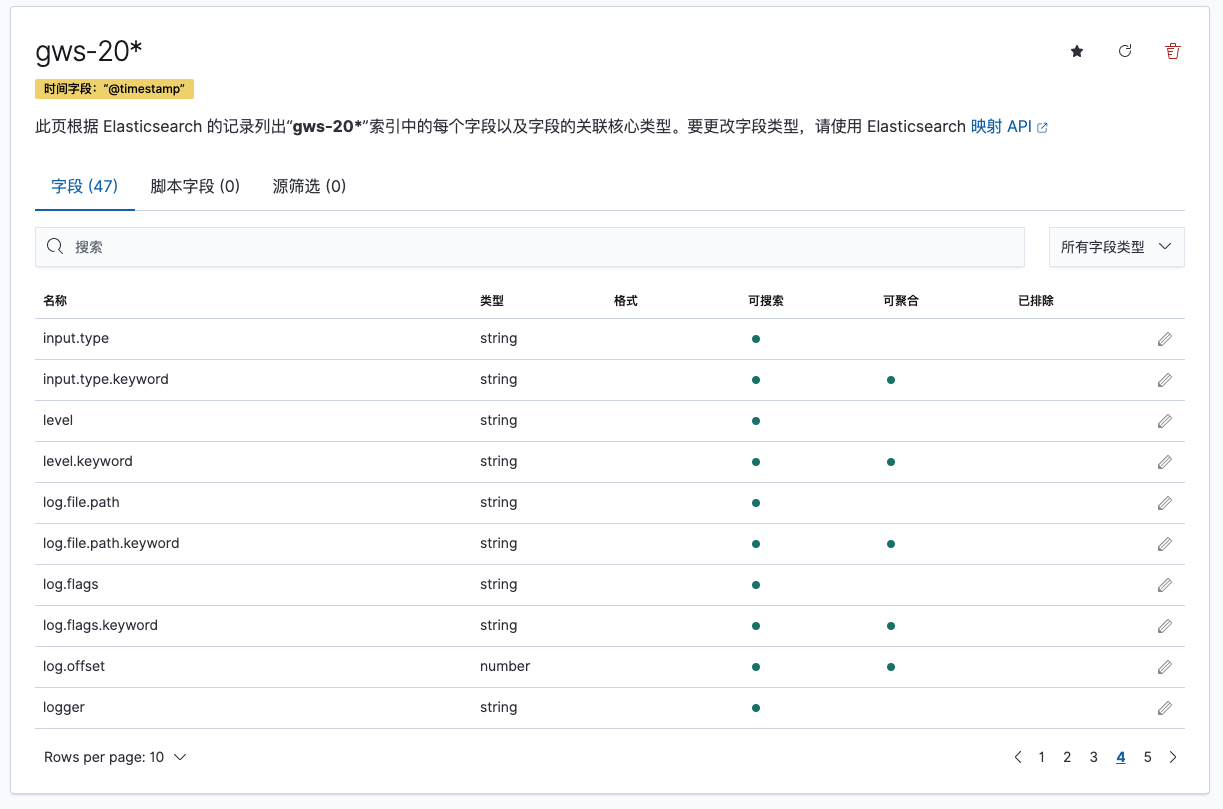 gws-20*
时间字段：“@timestamp”
此页根据 Elasticsearch 的记录列出“gws-20*”索引中的每个字段以及字段的关联核心类型。要更改字段类型，请使用 Elasticsearch 映射 API
字段 (47) 脚本字段 (0) 源筛选 (0)
搜索 所有字段类型
名称 类型 格式 可搜索 可聚合 已排除
input.type string
input.type.keyword string
level string
level.keyword string
log.file.path string
log.file.path.keyword string
log.flags string
log.flags.keyword string
log.offset number
logger string
Rows per page: 10 1 2 3 4 5